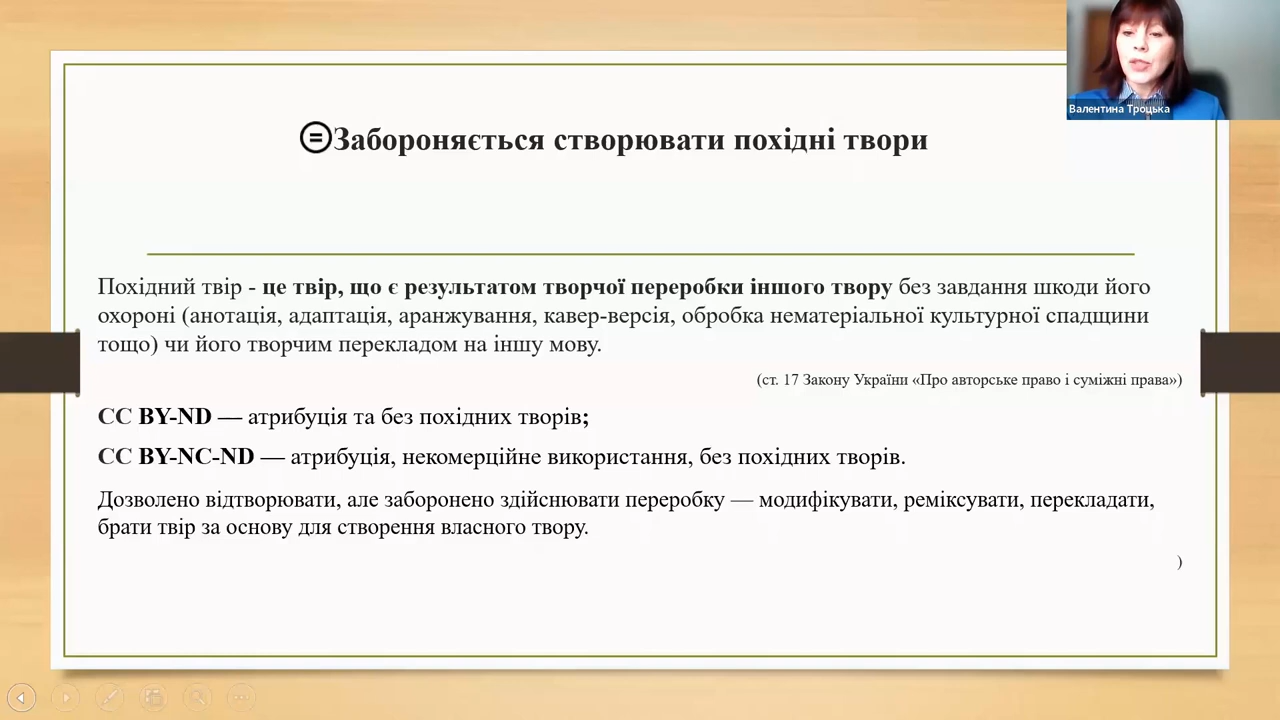 Валентина Троцька
⊜Забороняється створювати похідні твори
Похідний твір - це твір, що є результатом творчої переробки іншого твору без завдання шкоди його
охороні (анотація, адаптація, аранжування, кавер-версія, обробка нематеріальної культурної спадщини
тощо) чи його творчим перекладом на іншу мову.
(ст. 17 Закону України «Про авторське право і суміжні права»)
CC BY-ND — атрибуція та без похідних творів;
CC BY-NC-ND — атрибуція, некомерційне використання, без похідних творів.
Дозволено відтворювати, але заборонено здійснювати переробку — модифікувати, реміксувати, перекладати,
брати твір за основу для створення власного твору.
)